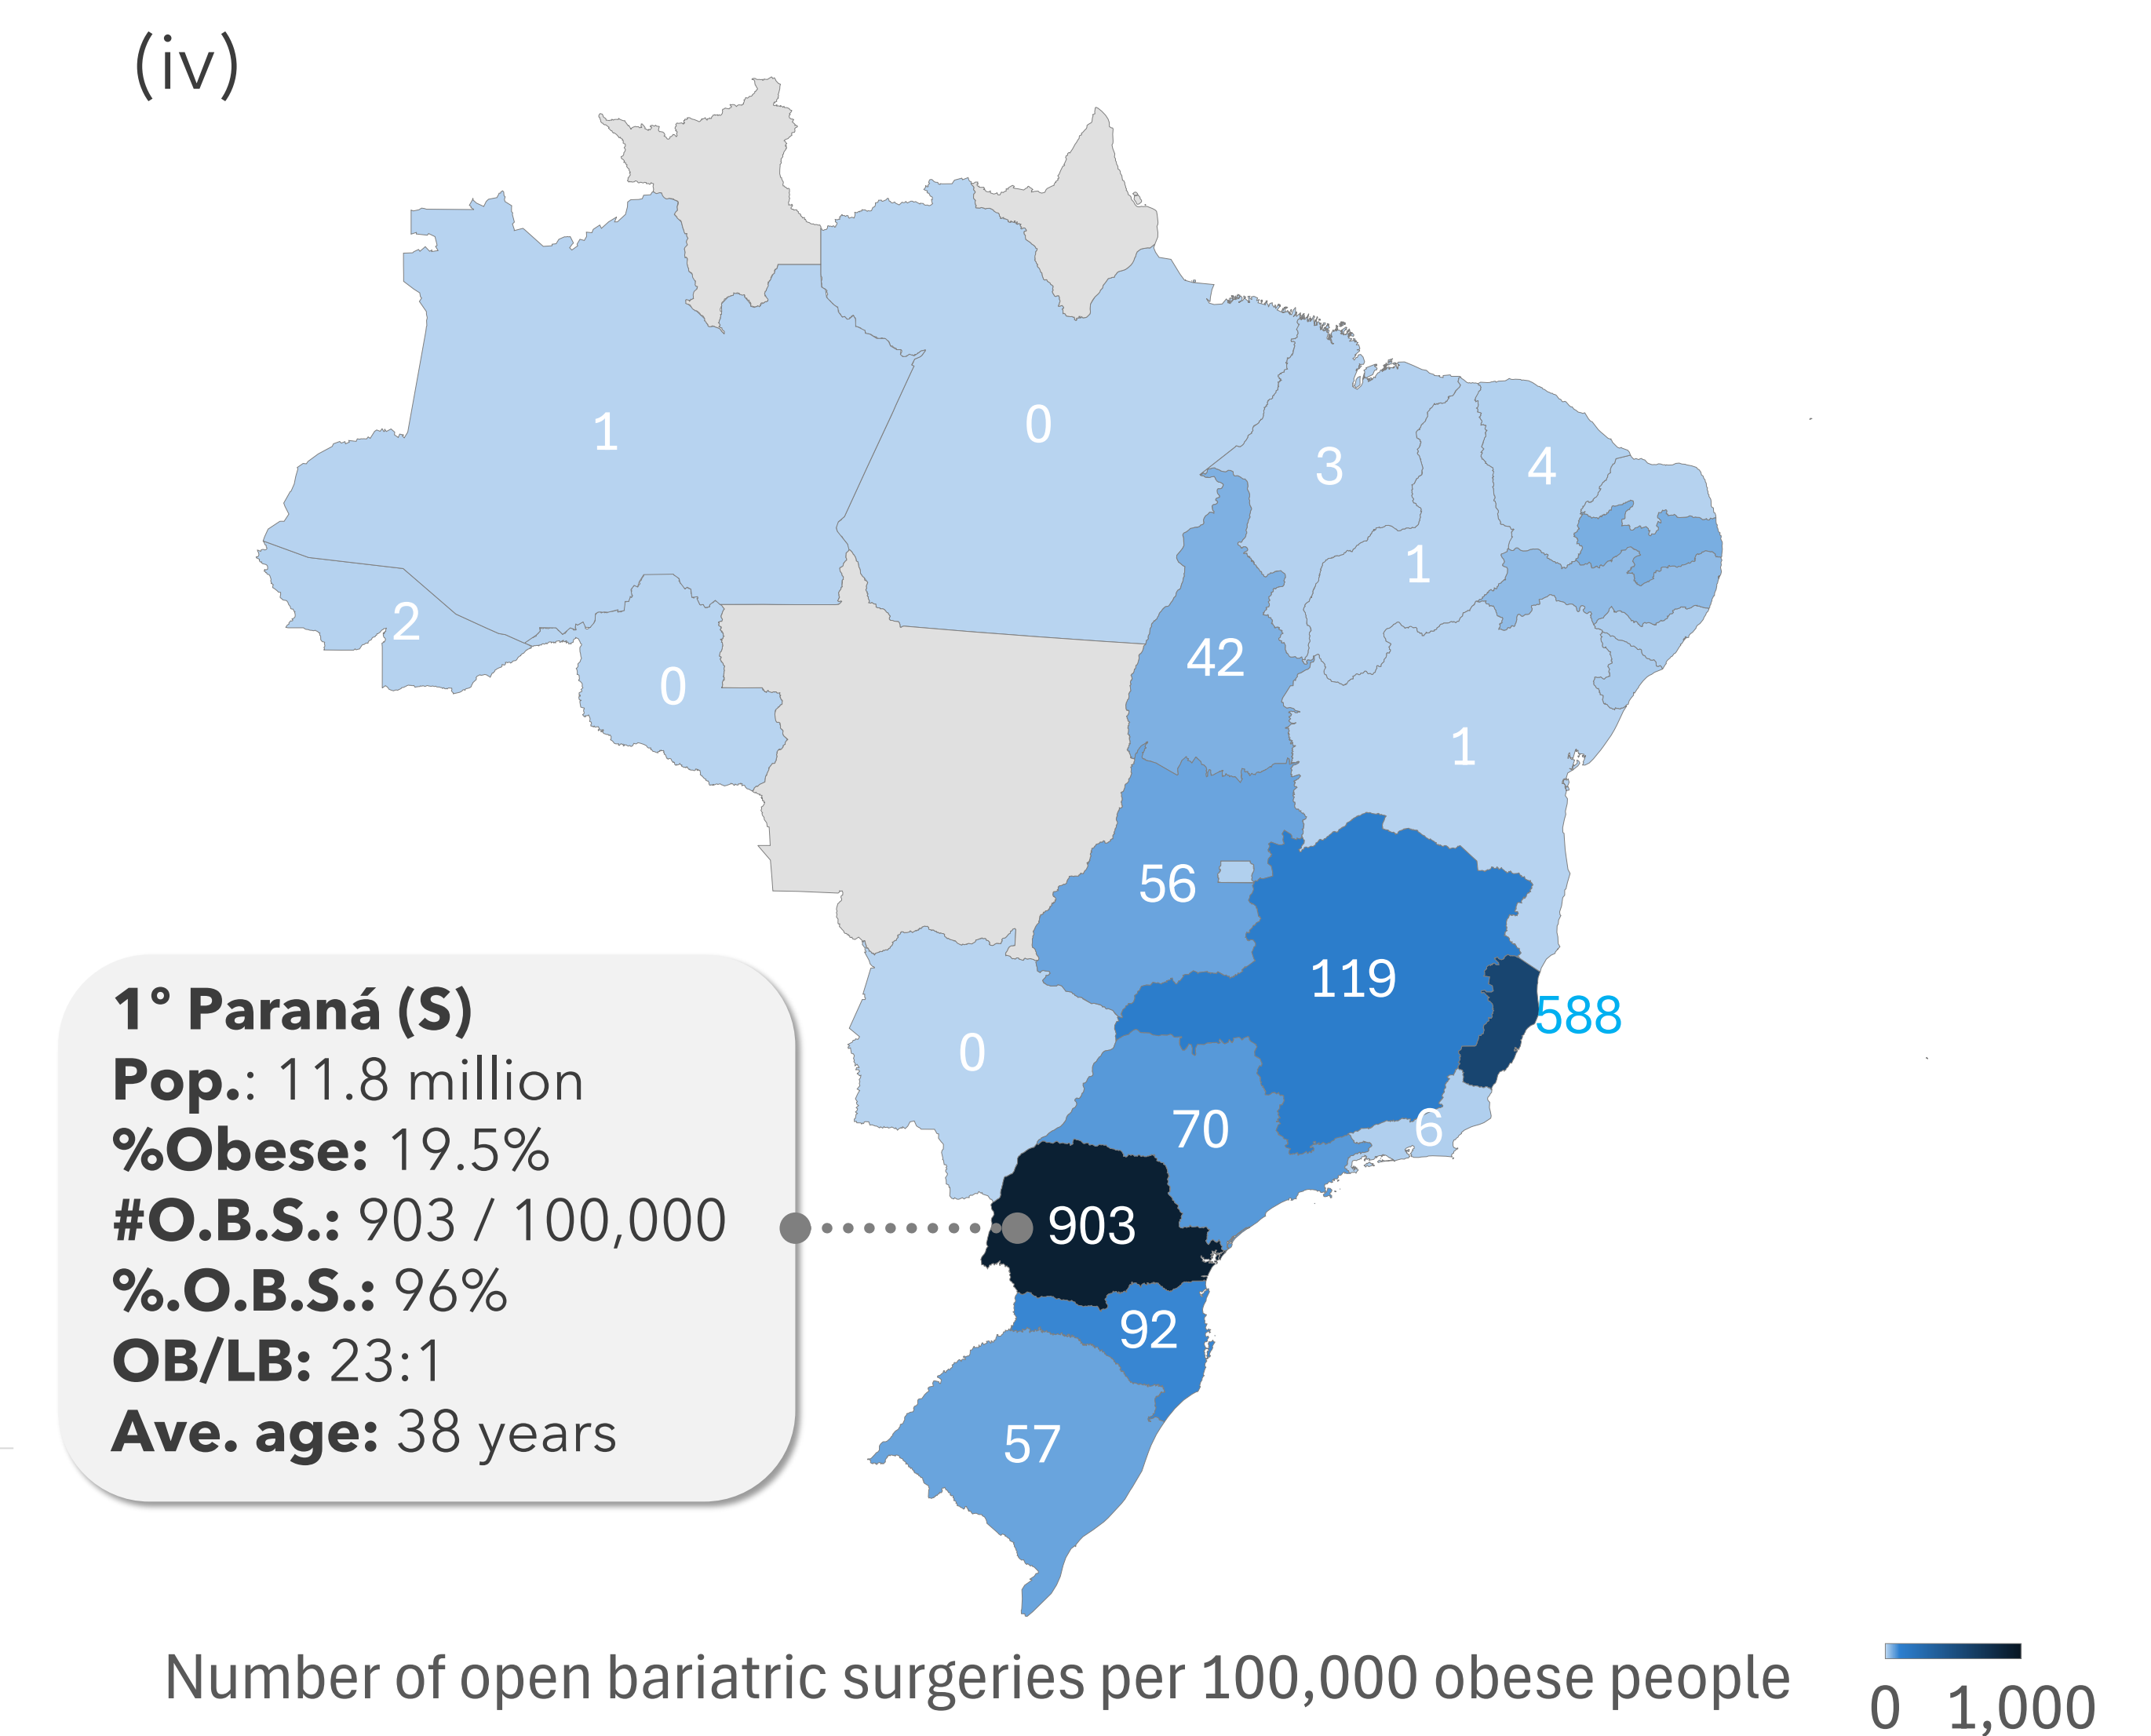 (iv)
1
0
3
4
1
2
0
42
1
56
119
588
0
6
70
903
92
57
1° Paraná (S)
Pop.: 11.8 million
%Obese: 19.5%
#O.B.S.: 903 / 100,000
%.O.B.S.: 96%
OB/LB: 23:1
Ave. age: 38 years
Number of open bariatric surgeries per 100,000 obese people
0 1,000